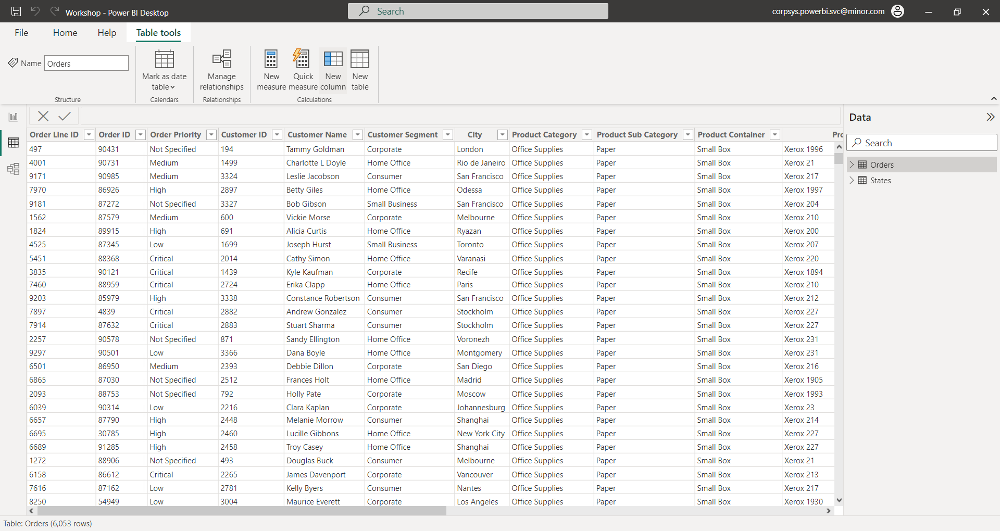 Workshop - Power BI Desktop
Search
corpsys.powerbi.svc@minor.com
File Home Help Table tools
Name Orders
Structure
Mark as date table
Calendars
Manage relationships
Relationships
New measure
Quick measure
New column
New table
Calculations
Order Line ID Order ID Order Priority Customer ID Customer Name Customer Segment City Product Category Product Sub Category Product Container Pro
497 90431 Not Specified 194 Tammy Goldman Corporate London Office Supplies Paper Small Box Xerox 1996
4001 90731 Medium 1499 Charlotte L Doyle Home Office Rio de Janeiro Office Supplies Paper Small Box Xerox 21
9171 90985 Medium 3324 Leslie Jacobson Consumer San Francisco Office Supplies Paper Small Box Xerox 217
7970 86926 High 2897 Betty Giles Home Office Odessa Office Supplies Paper Small Box Xerox 1997
9181 87272 Not Specified 3327 Bob Gibson Small Business San Francisco Office Supplies Paper Small Box Xerox 204
1562 87579 Medium 600 Vickie Morse Corporate Melbourne Office Supplies Paper Small Box Xerox 210
1824 89915 High 691 Alicia Curtis Home Office Ryazan Office Supplies Paper Small Box Xerox 200
4525 87345 Low 1699 Joseph Hurst Small Business Toronto Office Supplies Paper Small Box Xerox 207
5451 88368 Critical 2014 Cathy Simon Home Office Varanasi Office Supplies Paper Small Box Xerox 220
3835 90121 Critical 1439 Kyle Kaufman Corporate Recife Office Supplies Paper Small Box Xerox 1894
7460 88959 Critical 2724 Erika Clapp Home Office Paris Office Supplies Paper Small Box Xerox 210
9203 85979 High 3338 Constance Robertson Consumer San Francisco Office Supplies Paper Small Box Xerox 212
7897 4839 Critical 2882 Andrew Gonzalez Consumer Stockholm Office Supplies Paper Small Box Xerox 227
7914 87632 Critical 2883 Stuart Sharma Consumer Stockholm Office Supplies Paper Small Box Xerox 227
2257 90578 Not Specified 871 Sandy Ellington Home Office Voronezh Office Supplies Paper Small Box Xerox 231
9297 90501 Low 3366 Dana Boyle Home Office Montgomery Office Supplies Paper Small Box Xerox 231
6501 86950 Medium 2393 Debbie Dillon Corporate San Diego Office Supplies Paper Small Box Xerox 216
6865 87030 Not Specified 2512 Frances Holt Home Office Madrid Office Supplies Paper Small Box Xerox 1905
2093 88753 Not Specified 792 Holly Pate Corporate Moscow Office Supplies Paper Small Box Xerox 1993
6039 90314 Low 2216 Clara Kaplan Corporate Johannesburg Office Supplies Paper Small Box Xerox 23
6657 87790 High 2448 Melanie Morrow Consumer Shanghai Office Supplies Paper Small Box Xerox 214
6695 30785 High 2460 Lucille Gibbons Home Office New York City Office Supplies Paper Small Box Xerox 227
6689 91285 High 2458 Troy Casey Home Office Shanghai Office Supplies Paper Small Box Xerox 227
1272 88906 Not Specified 493 Douglas Buck Consumer Melbourne Office Supplies Paper Small Box Xerox 21
6158 86612 Critical 2265 James Davenport Corporate Vancouver Office Supplies Paper Small Box Xerox 213
7616 87162 Low 2781 Kelly Byers Consumer Nantes Office Supplies Paper Small Box Xerox 217
8250 54949 Low 3004 Maurice Everett Corporate Los Angeles Office Supplies Paper Small Box Xerox 1930
Data
Search
Orders
States
Table: Orders (6,053 rows)